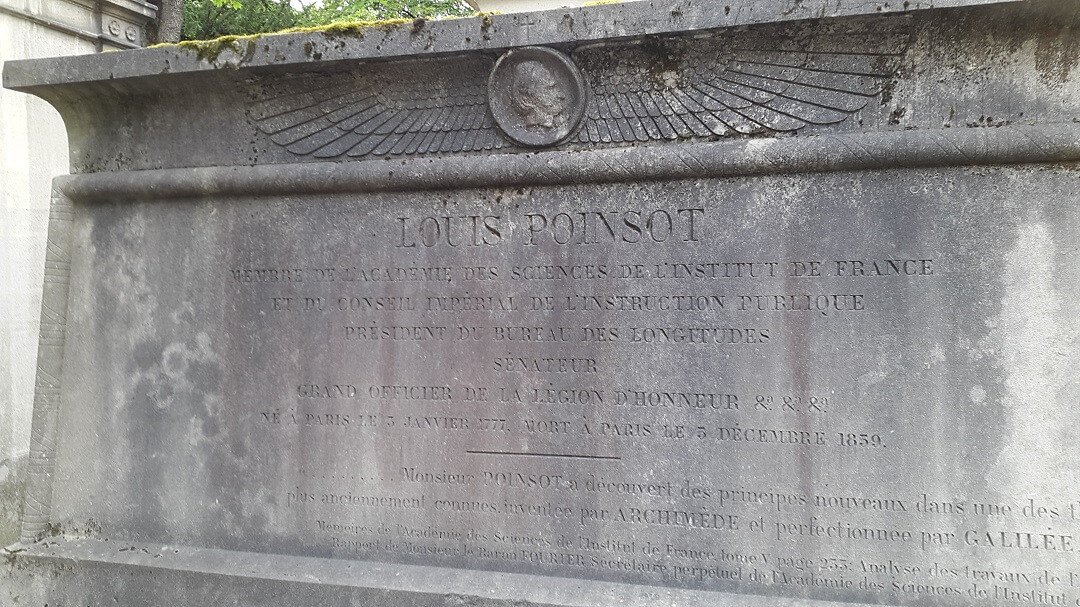 LOUIS POINSOT
MEMBRE DE L'ACADÉMIE DES SCIENCES DE L'INSTITUT DE FRANCE
ET DU CONSEIL IMPÉRIAL DE L'INSTRUCTION PUBLIQUE
PRÉSIDENT DU BUREAU DES LONGITUDES
SÉNATEUR
GRAND OFFICIER DE LA LÉGION D'HONNEUR &a &a &a
NÉ À PARIS LE 3 JANVIER 1777. MORT À PARIS LE 5 DÉCEMBRE 1859.
......... Monsieur POINSOT a découvert des principes nouveaux dans une des
plus anciennement connues, inventée par ARCHIMÈDE et perfectionnée par GALILÉE.
Mémoires de l'Académie des Sciences de l'Institut de France, tome V page 233: Analyse des travaux de
Rapport de Monsieur le Baron FOURIER Secrétaire perpétuel de l'Académie des Sciences de l'Institut